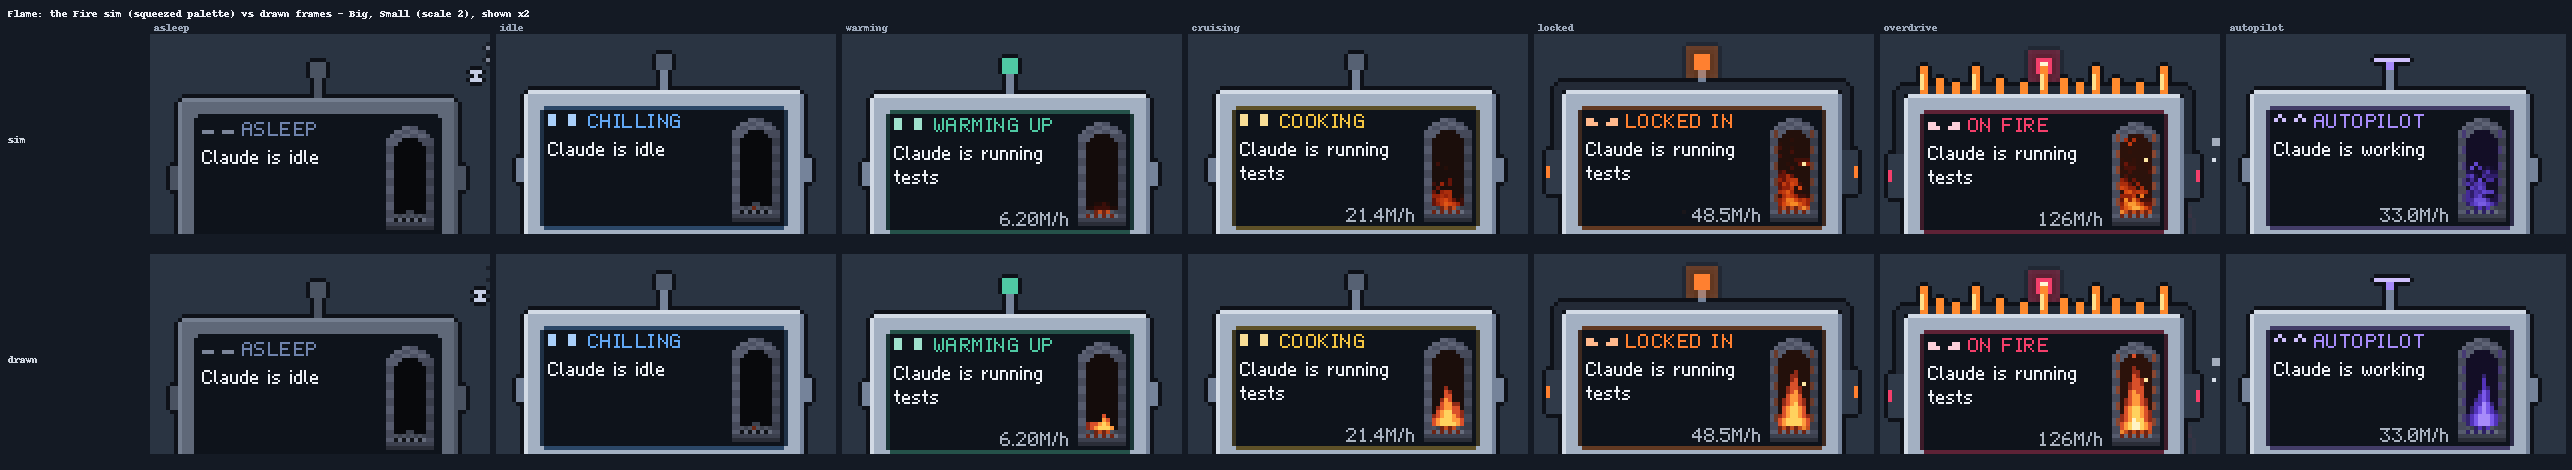 Flame: the Fire sim (squeezed palette) vs drawn frames - Big, Small (scale 2), shown x2
asleep
idle
warming
cruising
locked
overdrive
autopilot
sim
ASLEEP
Claude is idle
CHILLING
Claude is idle
WARMING UP
Claude is running
tests
6.20M/h
COOKING
Claude is running
tests
21.4M/h
LOCKED IN
Claude is running
tests
48.5M/h
ON FIRE
Claude is running
tests
126M/h
AUTOPILOT
Claude is working
33.0M/h
drawn
ASLEEP
Claude is idle
CHILLING
Claude is idle
WARMING UP
Claude is running
tests
6.20M/h
COOKING
Claude is running
tests
21.4M/h
LOCKED IN
Claude is running
tests
48.5M/h
ON FIRE
Claude is running
tests
126M/h
AUTOPILOT
Claude is working
33.0M/h